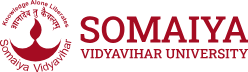 Knowledge Alone Liberates
SOMAIYA
VIDYAVIHAR UNIVERSITY
Somaiya Vidyavihar